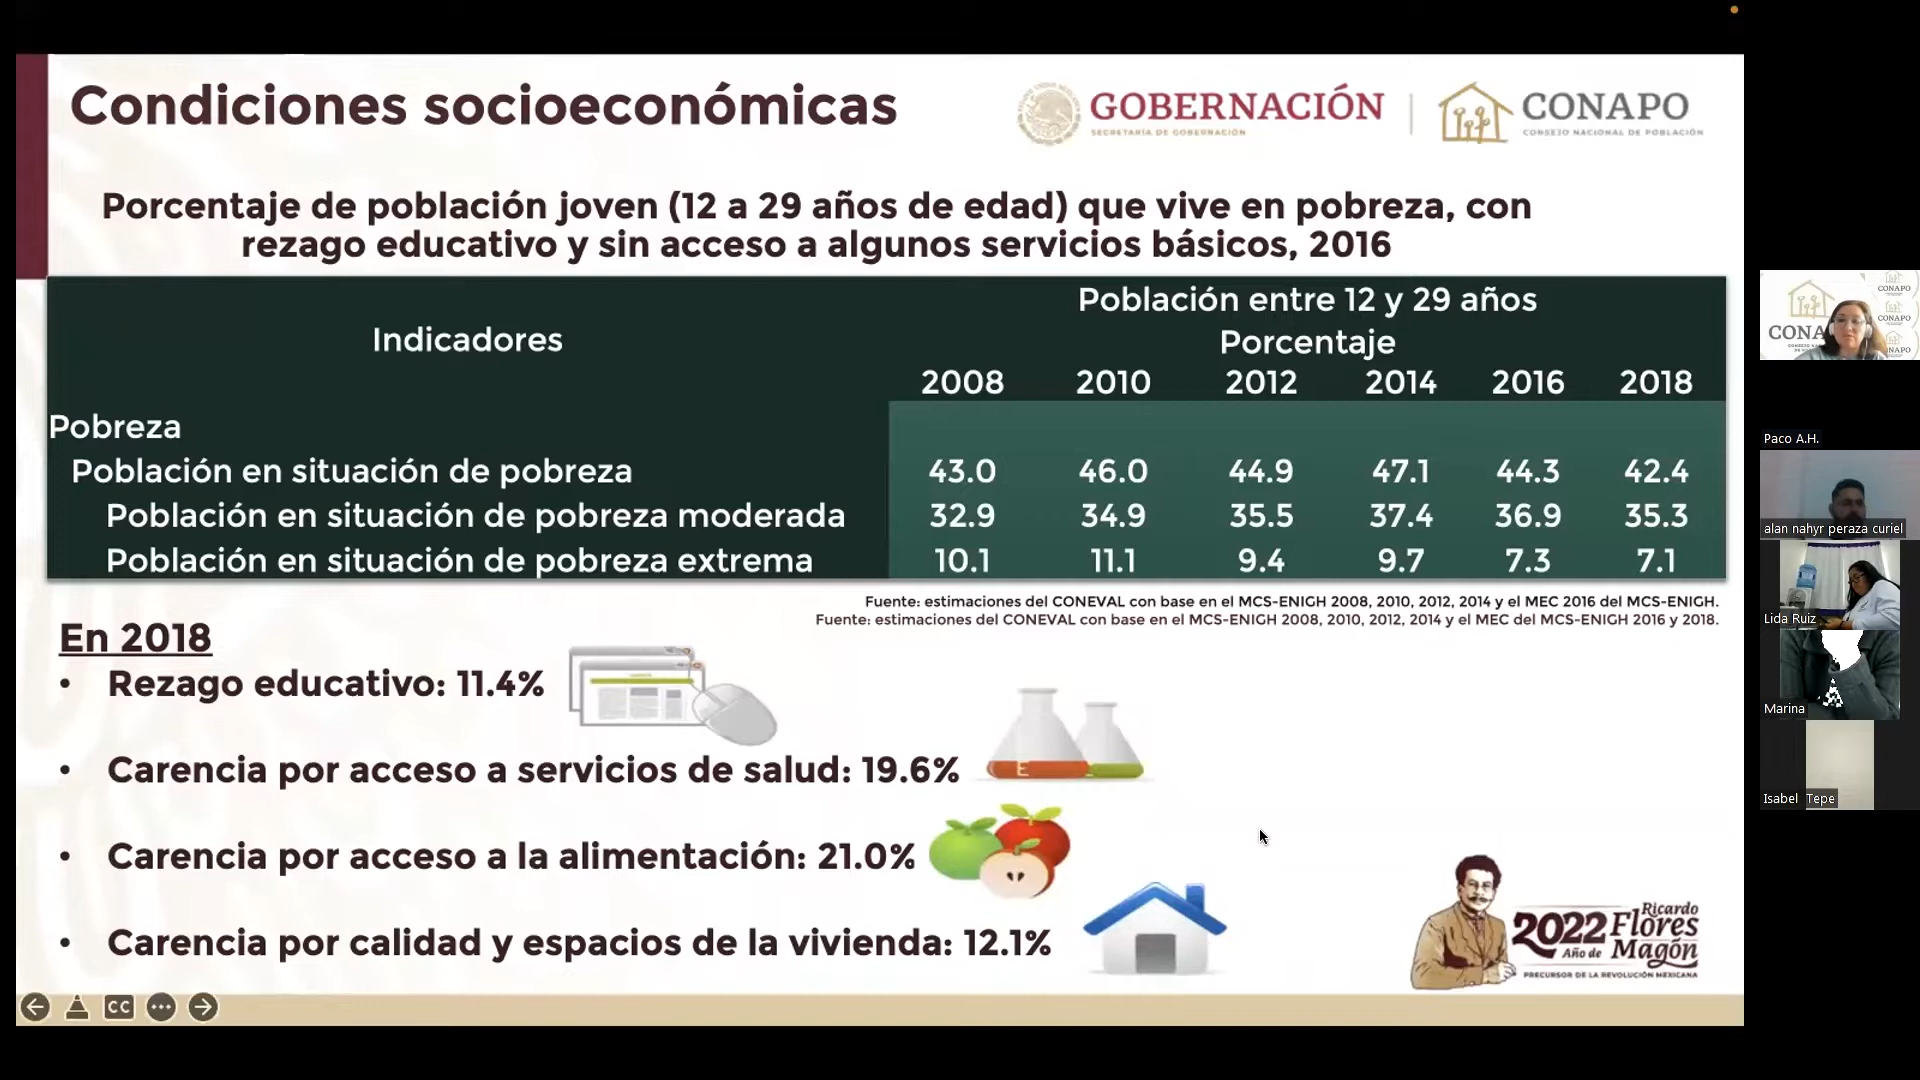 Condiciones socioeconómicas
GOBERNACIÓN
SECRETARÍA DE GOBERNACIÓN
CONAPO
CONSEJO NACIONAL DE POBLACIÓN
Porcentaje de población joven (12 a 29 años de edad) que vive en pobreza, con
rezago educativo y sin acceso a algunos servicios básicos, 2016
Indicadores
Población entre 12 y 29 años
Porcentaje
2008 2010 2012 2014 2016 2018
Pobreza
Población en situación de pobreza 43.0 46.0 44.9 47.1 44.3 42.4
Población en situación de pobreza moderada 32.9 34.9 35.5 37.4 36.9 35.3
Población en situación de pobreza extrema 10.1 11.1 9.4 9.7 7.3 7.1
Fuente: estimaciones del CONEVAL con base en el MCS-ENIGH 2008, 2010, 2012, 2014 y el MEC 2016 del MCS-ENIGH.
Fuente: estimaciones del CONEVAL con base en el MCS-ENIGH 2008, 2010, 2012, 2014 y el MEC del MCS-ENIGH 2016 y 2018.
En 2018
• Rezago educativo: 11.4%
• Carencia por acceso a servicios de salud: 19.6%
E
• Carencia por acceso a la alimentación: 21.0%
• Carencia por calidad y espacios de la vivienda: 12.1%
2022 Ricardo
Flores
Año de Magón
PRECURSOR DE LA REVOLUCIÓN MEXICANA
CC
CONAPO
CONA
CONAPO
NAPO
Paco A.H.
alan nahyr peraza curiel
Lida Ruiz
Marina
Isabel Tepe